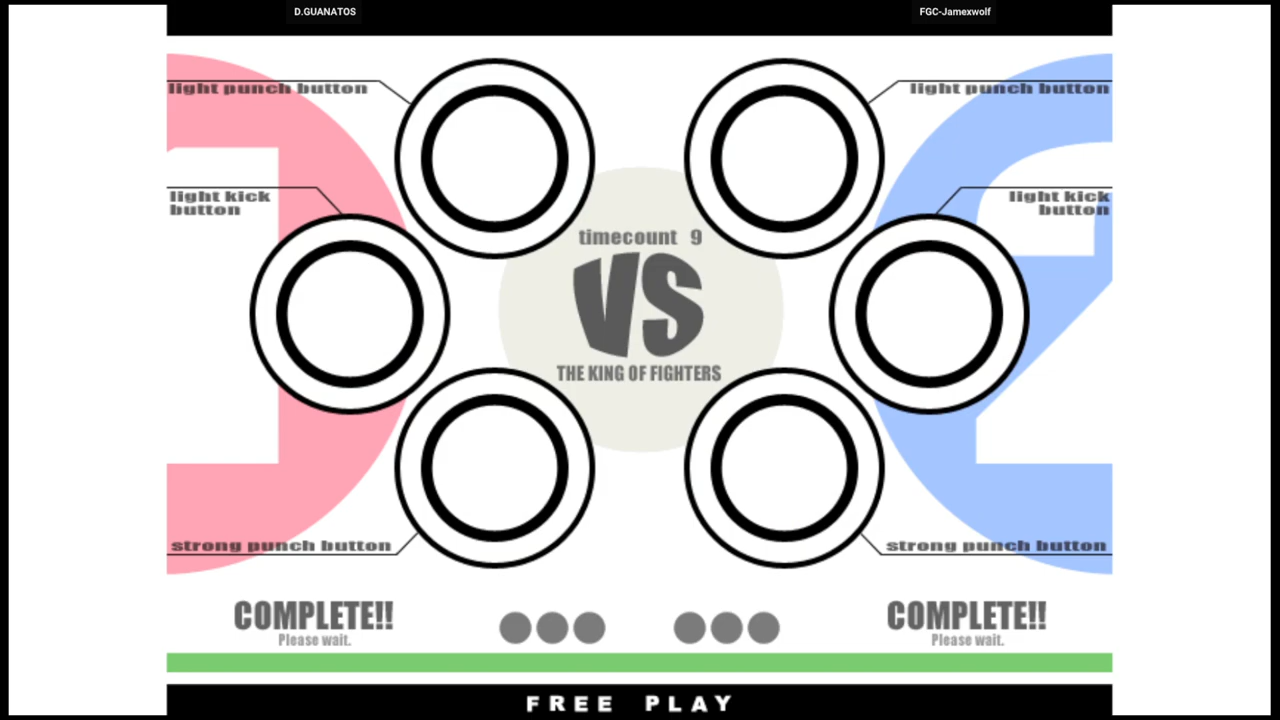 D.GUANATOS
FGC-Jamexwolf
light punch button
light punch button
light kick
button
light kick
button
timecount 9
VS
THE KING OF FIGHTERS
strong punch button
strong punch button
COMPLETE!!
Please wait.
COMPLETE!!
Please wait.
FREE PLAY